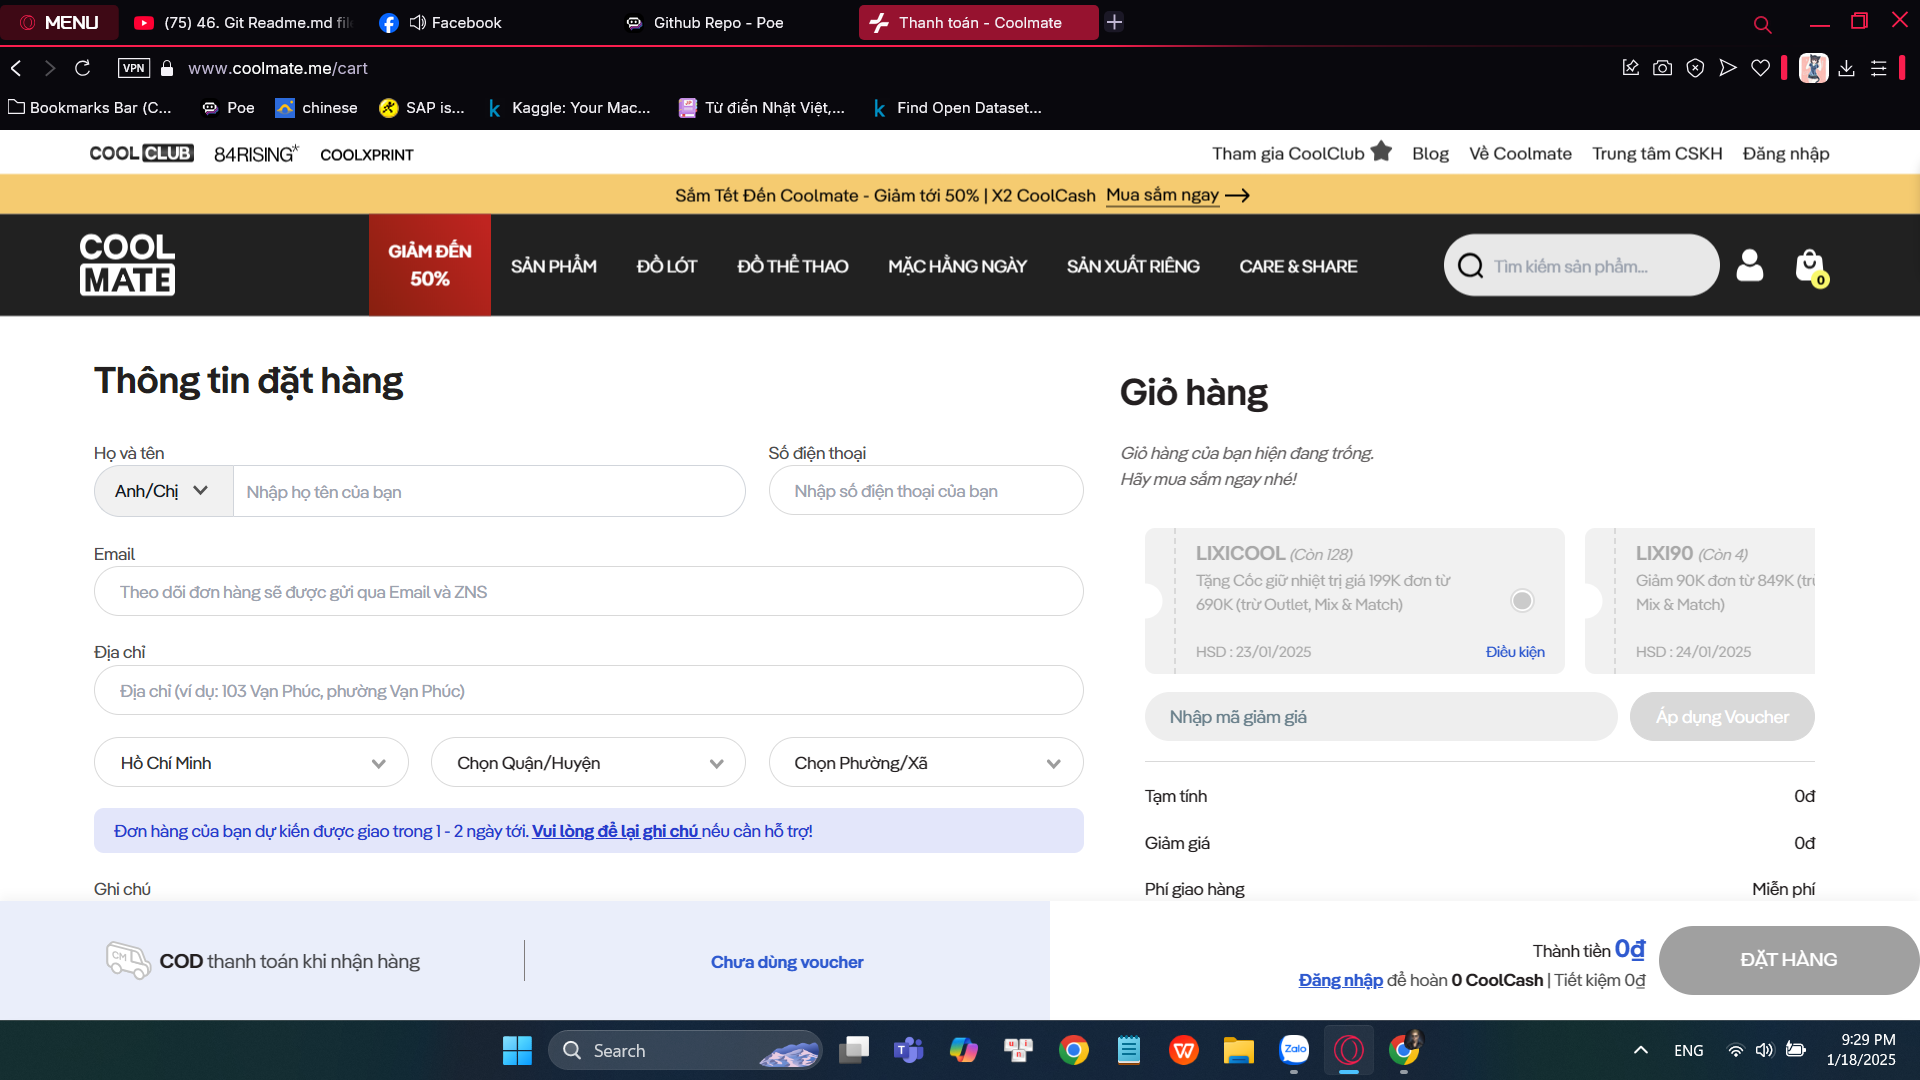 MENU
(75) 46. Git Readme.md fil
Facebook
Github Repo - Poe
Thanh toán - Coolmate
VPN
www.coolmate.me/cart
Bookmarks Bar (C...
Poe
chinese
SAP is...
Kaggle: Your Mac...
Từ điển Nhật Việt,...
Find Open Dataset...
COOL CLUB
84RISING*
COOLXPRINT
Tham gia CoolClub
Blog
Về Coolmate
Trung tâm CSKH
Đăng nhập
Sắm Tết Đến Coolmate - Giảm tới 50% | X2 CoolCash Mua sắm ngay
COOL
MATE
GIẢM ĐẾN
50%
SẢN PHẨM
ĐỒ LÓT
ĐỒ THỂ THAO
MẶC HẰNG NGÀY
SẢN XUẤT RIÊNG
CARE & SHARE
Tìm kiếm sản phẩm...
0
Thông tin đặt hàng
Họ và tên
Số điện thoại
Anh/Chị
Nhập họ tên của bạn
Nhập số điện thoại của bạn
Email
Theo dõi đơn hàng sẽ được gửi qua Email và ZNS
Địa chỉ
Địa chỉ (ví dụ: 103 Vạn Phúc, phường Vạn Phúc)
Hồ Chí Minh
Chọn Quận/Huyện
Chọn Phường/Xã
Đơn hàng của bạn dự kiến được giao trong 1 - 2 ngày tới. Vui lòng để lại ghi chú nếu cần hỗ trợ!
Ghi chú
Giỏ hàng
Giỏ hàng của bạn hiện đang trống.
Hãy mua sắm ngay nhé!
LIXICOOL (Còn 128)
Tặng Cốc giữ nhiệt trị giá 199K đơn từ
690K (trừ Outlet, Mix & Match)
HSD : 23/01/2025
Điều kiện
LIXI90 (Còn 4)
Giảm 90K đơn từ 849K (trừ
Mix & Match)
HSD : 24/01/2025
Nhập mã giảm giá
Áp dụng Voucher
Tạm tính
0đ
Giảm giá
0đ
Phí giao hàng
Miễn phí
CM
COD thanh toán khi nhận hàng
Chưa dùng voucher
Thành tiền 0₫
Đăng nhập để hoàn 0 CoolCash | Tiết kiệm 0₫
ĐẶT HÀNG
Search
Zalo
ENG
9:29 PM
1/18/2025